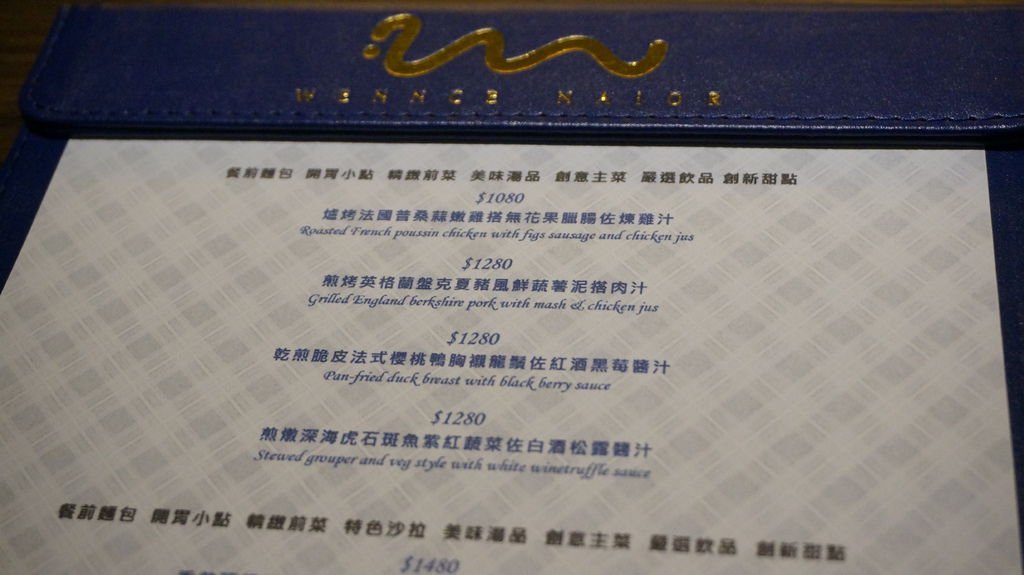 餐前麵包 開胃小點 精緻前菜 美味湯品 創意主菜 嚴選飲品 創新甜點
$1080
爐烤法國普桑蒜嫩雞搭無花果臘腸佐煉雞汁
Roasted French poussin chicken with figs sausage and chicken jus
$1280
煎烤英格蘭盤克夏豬風鮮蔬薯泥搭肉汁
Grilled England berkshire pork with mash & chicken jus
$1280
乾煎脆皮法式櫻桃鴨胸襯龍鬚佐紅酒黑莓醬汁
Pan-fried duck breast with black berry sauce
$1280
煎嫩深海虎石斑魚紫紅蔬菜佐白酒松露醬汁
Stewed grouper and veg style with white winetruffle sauce
餐前麵包 開胃小點 精緻前菜 特色沙拉 美味湯品 創意主菜 嚴選飲品 創新甜點
$1480